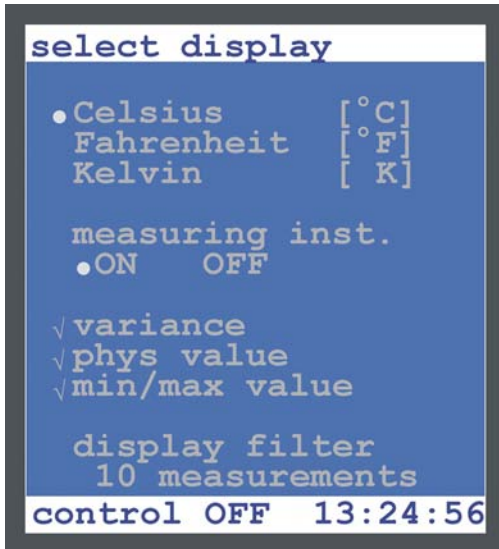 select display
●Celsius [°C]
Fahrenheit [°F]
Kelvin [ K]
measuring inst.
●ON OFF
√variance
√phys value
√min/max value
display filter
10 measurements
control OFF 13:24:56